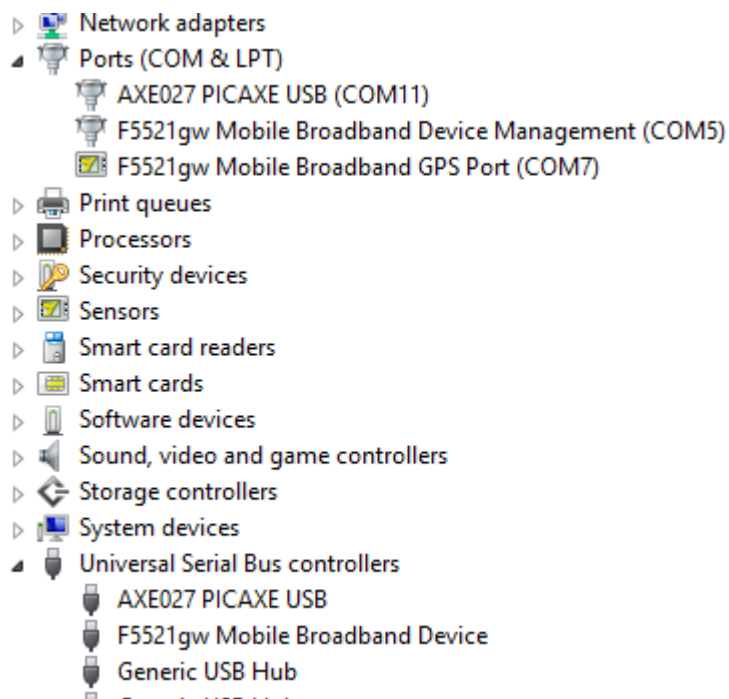 Network adapters
Ports (COM & LPT)
AXE027 PICAXE USB (COM11)
F5521gw Mobile Broadband Device Management (COM5)
F5521gw Mobile Broadband GPS Port (COM7)
Print queues
Processors
Security devices
Sensors
Smart card readers
Smart cards
Software devices
Sound, video and game controllers
Storage controllers
System devices
Universal Serial Bus controllers
AXE027 PICAXE USB
F5521gw Mobile Broadband Device
Generic USB Hub